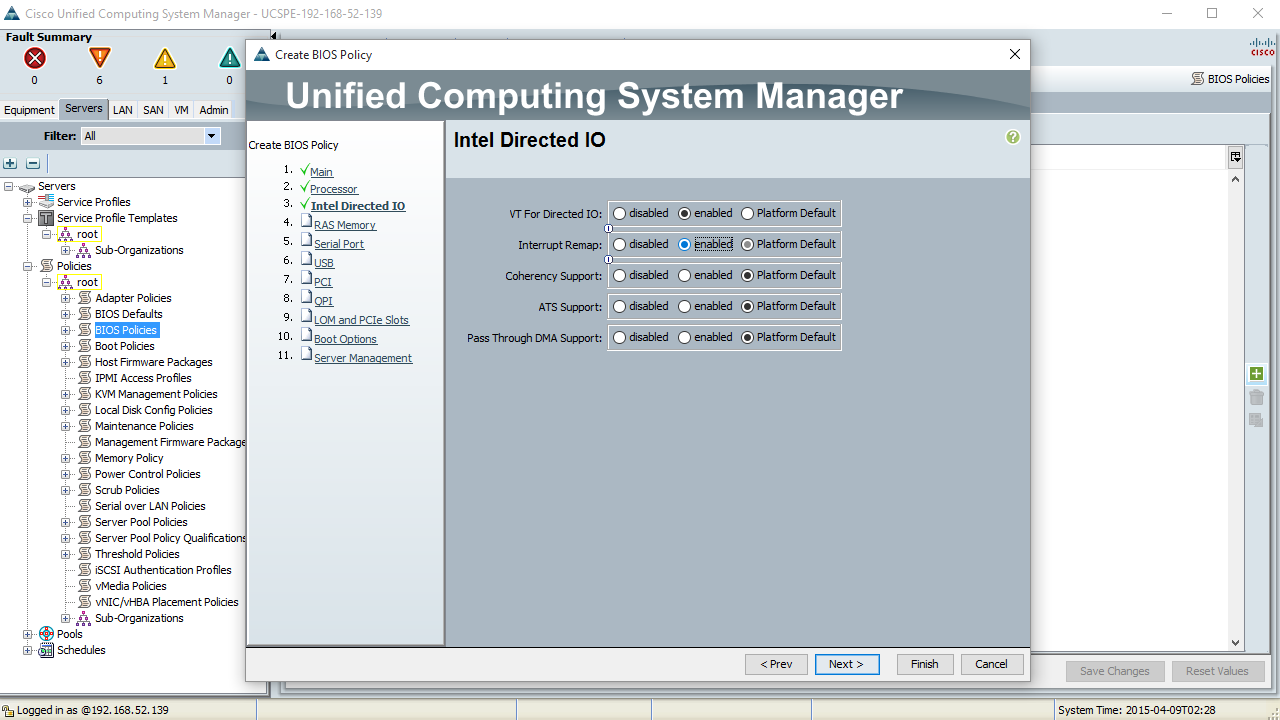 Cisco Unified Computing System Manager - UCSPE-192-168-52-139
Fault Summary
0 6 1 0
Equipment Servers LAN SAN VM Admin
Filter: All
Servers
Service Profiles
Service Profile Templates
root
Sub-Organizations
Policies
root
Adapter Policies
BIOS Defaults
BIOS Policies
Boot Policies
Host Firmware Packages
IPMI Access Profiles
KVM Management Policies
Local Disk Config Policies
Maintenance Policies
Management Firmware Package
Memory Policy
Power Control Policies
Scrub Policies
Serial over LAN Policies
Server Pool Policies
Server Pool Policy Qualifications
Threshold Policies
iSCSI Authentication Profiles
vMedia Policies
vNIC/vHBA Placement Policies
Sub-Organizations
Pools
Schedules
Create BIOS Policy
Unified Computing System Manager
Create BIOS Policy
1. Main
2. Processor
3. Intel Directed IO
4. RAS Memory
5. Serial Port
6. USB
7. PCI
8. QPI
9. LOM and PCIe Slots
10. Boot Options
11. Server Management
Intel Directed IO
VT For Directed IO: disabled enabled Platform Default
Interrupt Remap: disabled enabled Platform Default
Coherency Support: disabled enabled Platform Default
ATS Support: disabled enabled Platform Default
Pass Through DMA Support: disabled enabled Platform Default
< Prev Next > Finish Cancel
CISCO
BIOS Policies
Save Changes Reset Values
Logged in as @192.168.52.139
System Time: 2015-04-09T02:28